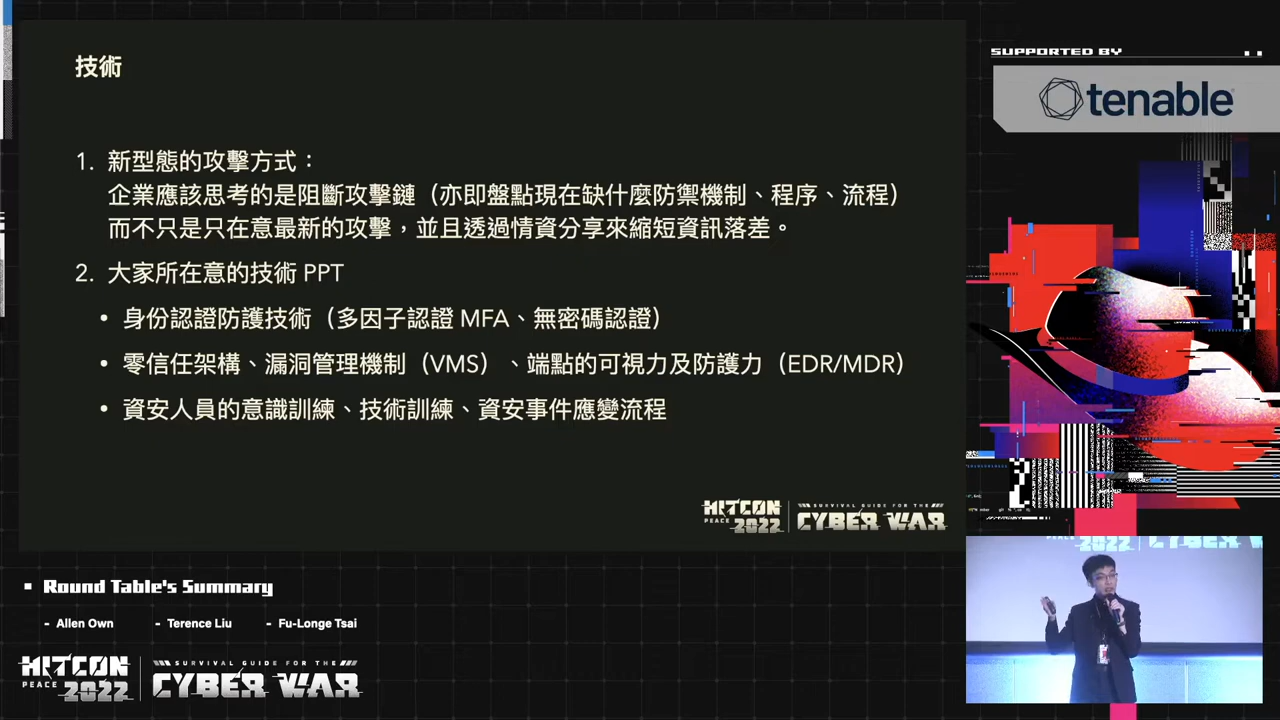 技術
1. 新型態的攻擊方式：
企業應該思考的是阻斷攻擊鏈（亦即盤點現在缺什麼防禦機制、程序、流程）
而不只是只在意最新的攻擊，並且透過情資分享來縮短資訊落差。
2. 大家所在意的技術 PPT
• 身份認證防護技術（多因子認證 MFA、無密碼認證）
• 零信任架構、漏洞管理機制（VMS）、端點的可視力及防護力（EDR/MDR）
• 資安人員的意識訓練、技術訓練、資安事件應變流程
HITCON
PEACE 2022
SURVIVAL GUIDE FOR THE
CYBER WAR
SUPPORTED BY
tenable
Round Table's Summary
- Allen Own - Terence Liu - Fu-Longe Tsai
HITCON
PEACE 2022
SURVIVAL GUIDE FOR THE
CYBER WAR